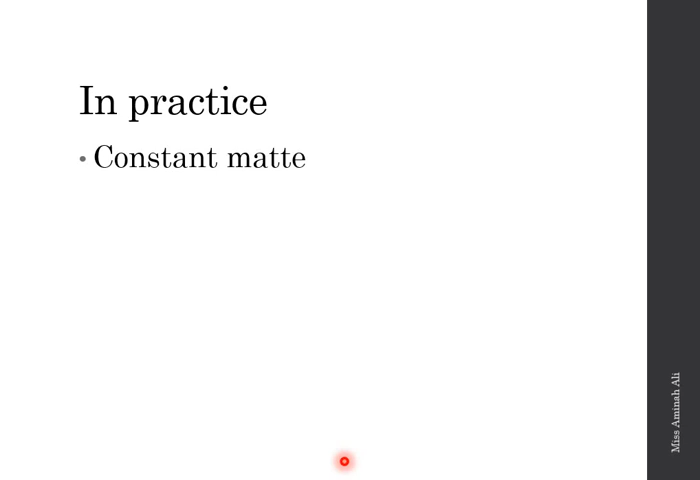 In practice
• Constant matte
Miss Aminah Ali